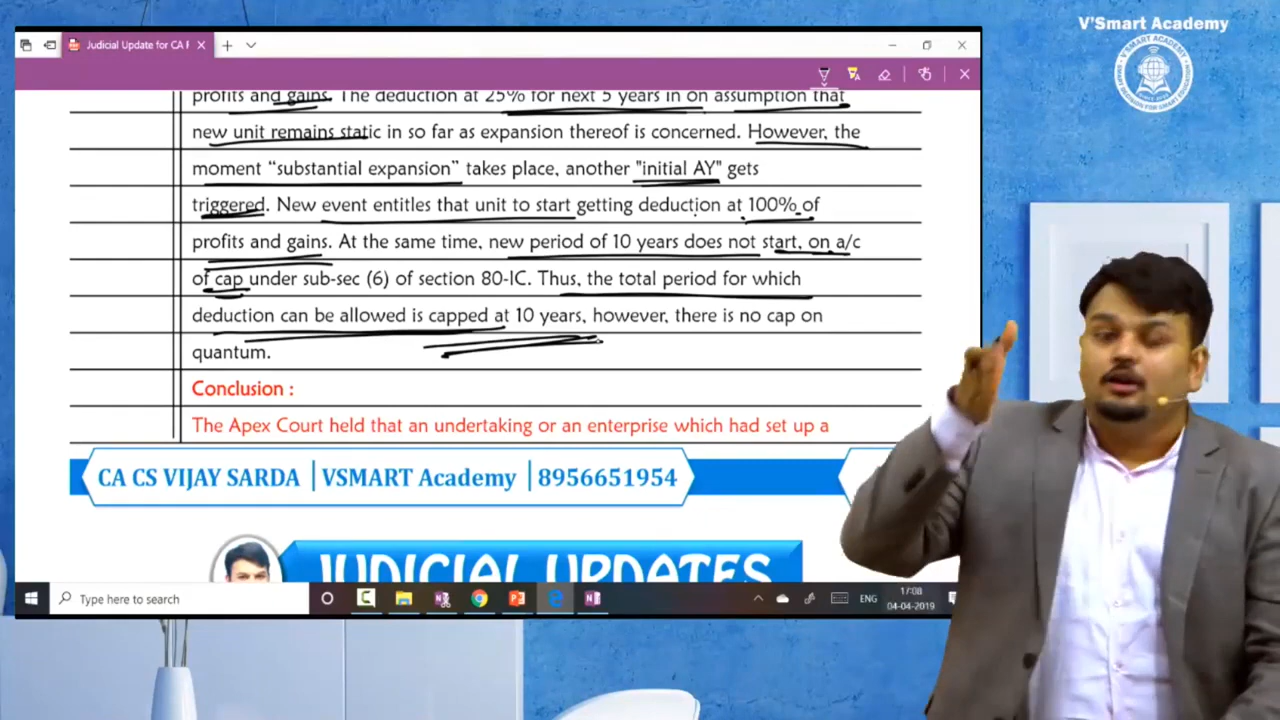 V'Smart Academy
Judicial Update for CA F
profits and gains. The deduction at 25% for next 5 years in on assumption that
new unit remains static in so far as expansion thereof is concerned. However, the
moment “substantial expansion” takes place, another "initial AY" gets
triggered. New event entitles that unit to start getting deduction at 100% of
profits and gains. At the same time, new period of 10 years does not start, on a/c
of cap under sub-sec (6) of section 80-IC. Thus, the total period for which
deduction can be allowed is capped at 10 years, however, there is no cap on
quantum.
Conclusion :
The Apex Court held that an undertaking or an enterprise which had set up a
CA CS VIJAY SARDA | VSMART Academy | 8956651954
JUDICIAL UPDATES
Type here to search
ENG
17:08
04-04-2019